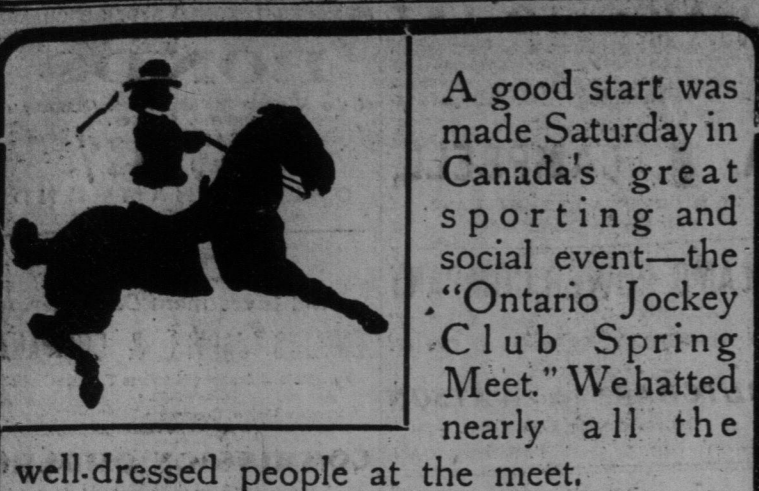 A good start was
made Saturday in
Canada's great
sporting and
social event—the
"Ontario Jockey
Club Spring
Meet." We hatted
nearly all the
well-dressed people at the meet.